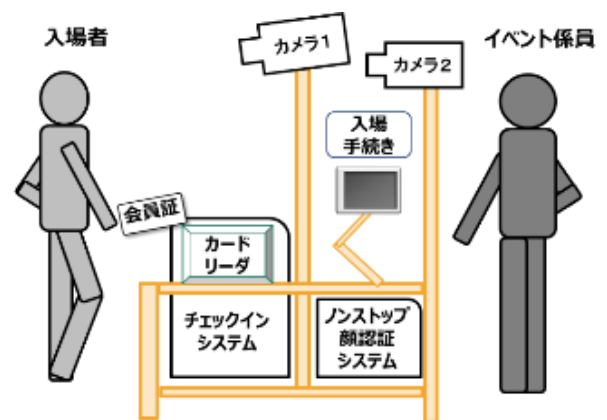 入場者
カメラ1
カメラ2
イベント係員
入場
手続き
会員証
カード
リーダ
チェックイン
システム
ノンストップ
顔認証
システム